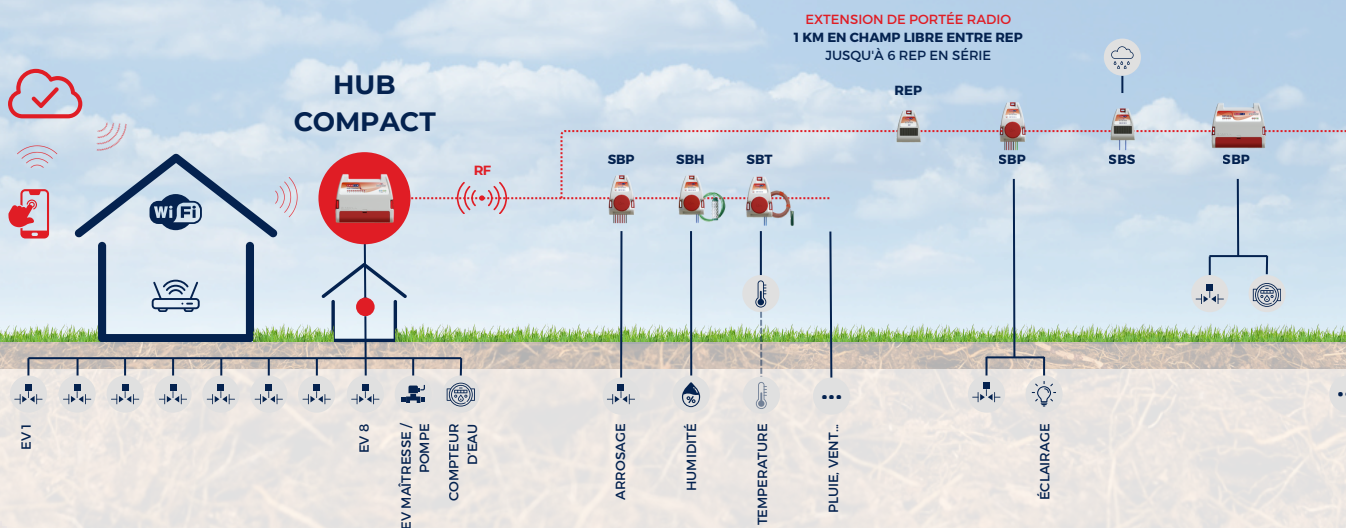 EXTENSION DE PORTÉE RADIO
1 KM EN CHAMP LIBRE ENTRE REP
JUSQU'À 6 REP EN SÉRIE
HUB
COMPACT
REP
RF
SBP
SBH
SBT
SBP
SBS
SBP
WiFi
%
EV 1
EV 8
EV MAÎTRESSE /
POMPE
COMPTEUR
D'EAU
ARROSAGE
HUMIDITÉ
TEMPERATURE
PLUIE, VENT...
ÉCLAIRAGE